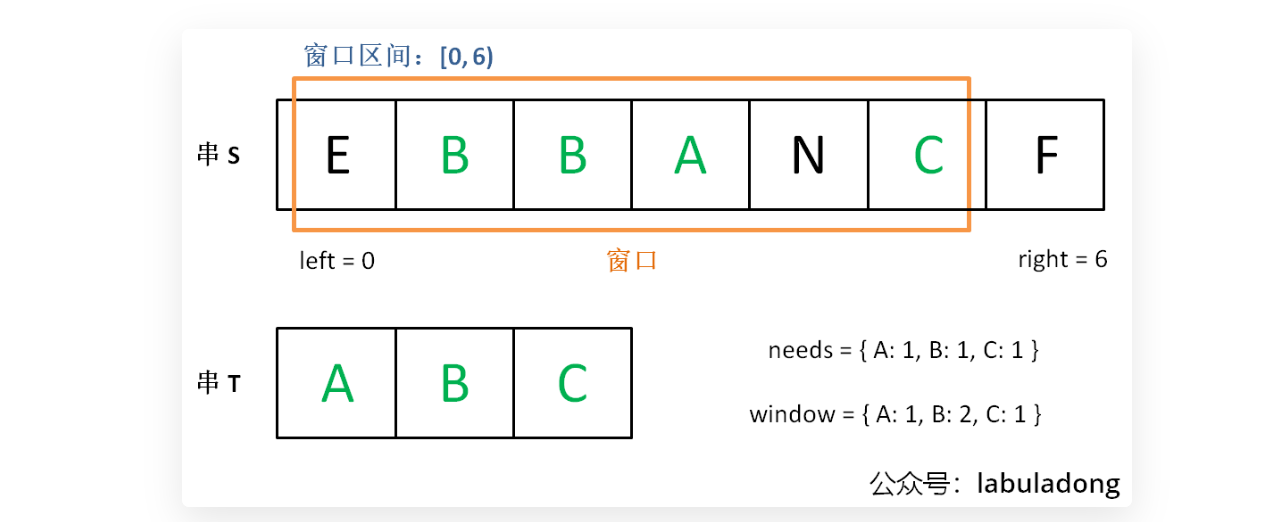 窗口区间：[0, 6)
串 S E B B A N C F
left = 0 窗口 right = 6
needs = { A: 1, B: 1, C: 1 }
串 T A B C
window = { A: 1, B: 2, C: 1 }
公众号：labuladong